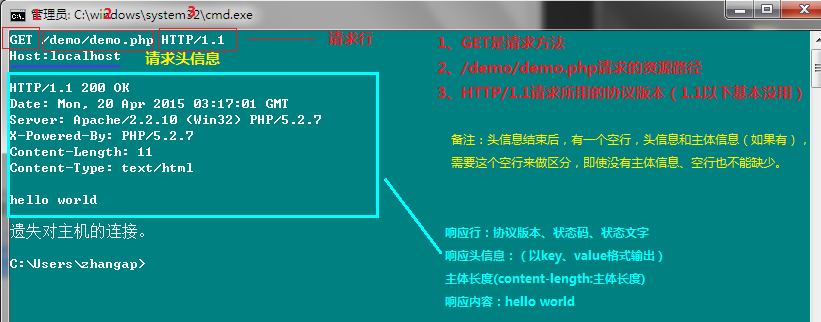 管理员: C:\windows\system32\cmd.exe
1 2 3
GET /demo/demo.php HTTP/1.1 请求行
Host:localhost 请求头信息
HTTP/1.1 200 OK
Date: Mon, 20 Apr 2015 03:17:01 GMT
Server: Apache/2.2.10 (Win32) PHP/5.2.7
X-Powered-By: PHP/5.2.7
Content-Length: 11
Content-Type: text/html
hello world
遗失对主机的连接。
C:\Users\zhangap>
1、GET是请求方法
2、/demo/demo.php请求的资源路径
3、HTTP/1.1请求所用的协议版本（1.1以下基本没用）
备注：头信息结束后，有一个空行，头信息和主体信息（如果有），
需要这个空行来做区分，即使没有主体信息、空行也不能缺少。
响应行：协议版本、状态码、状态文字
响应头信息：（以key、value格式输出）
主体长度(content-length:主体长度)
响应内容：hello world